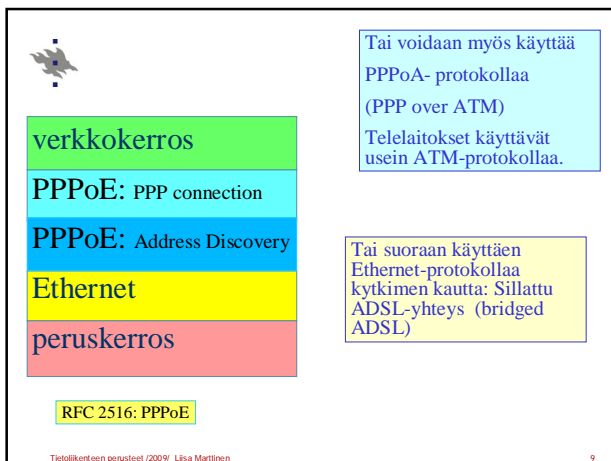 Tai voidaan myös käyttää
PPPoA- protokollaa
(PPP over ATM)
Telelaitokset käyttävät
usein ATM-protokollaa.
verkkokerros
PPPoE: PPP connection
PPPoE: Address Discovery
Ethernet
peruskerros
Tai suoraan käyttäen
Ethernet-protokollaa
kytkimen kautta: Sillattu
ADSL-yhteys (bridged
ADSL)
RFC 2516: PPPoE
Tietoliikenteen perusteet /2009/ Liisa Marttinen
9